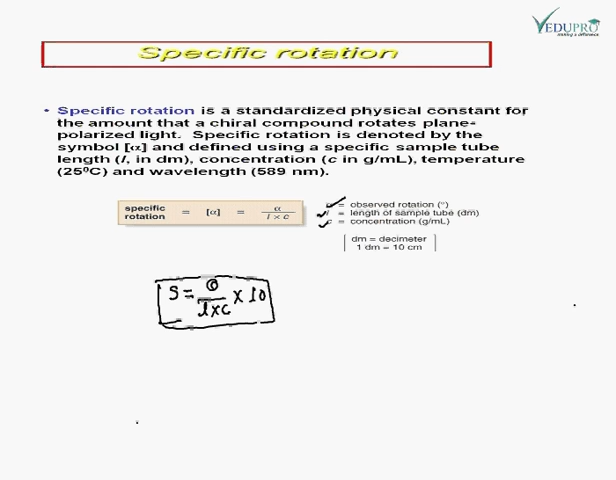 VEDUPRO
making a difference
Specific rotation
• Specific rotation is a standardized physical constant for
the amount that a chiral compound rotates plane-
polarized light. Specific rotation is denoted by the
symbol [α] and defined using a specific sample tube
length (l, in dm), concentration (c in g/mL), temperature
(25⁰C) and wavelength (589 nm).
specific rotation = [α] = α / l × c
α = observed rotation (°)
l = length of sample tube (dm)
c = concentration (g/mL)
dm = decimeter
1 dm = 10 cm
S = / l x c x 10